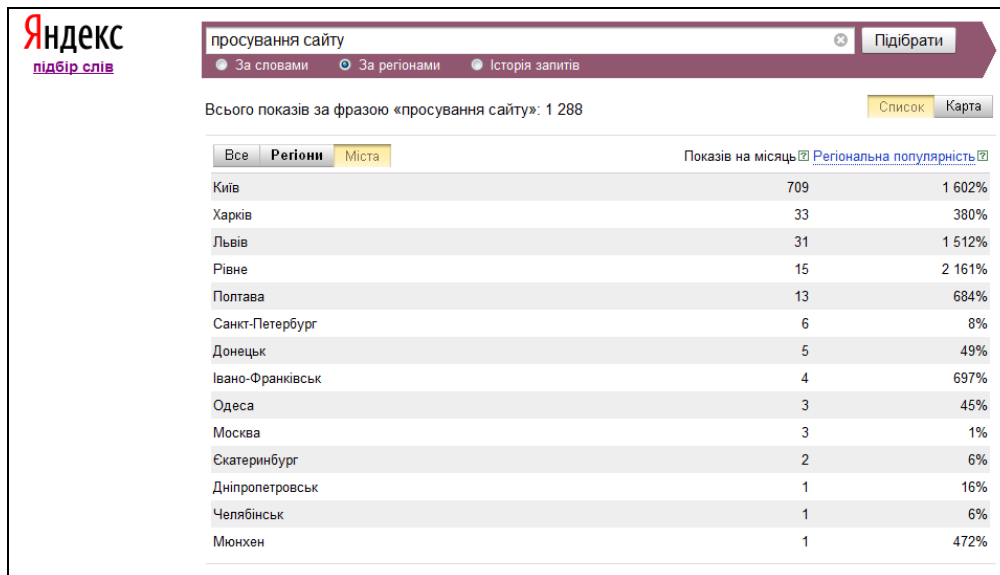 Яндекс
підбір слів
просування сайту Підібрати
За словами За регіонами Історія запитів
Всього показів за фразою «просування сайту»: 1 288 Список Карта
Все Регіони Міста Показів на місяць ? Регіональна популярність ?
Київ 709 1 602%
Харків 33 380%
Львів 31 1 512%
Рівне 15 2 161%
Полтава 13 684%
Санкт-Петербург 6 8%
Донецьк 5 49%
Івано-Франківськ 4 697%
Одеса 3 45%
Москва 3 1%
Єкатеринбург 2 6%
Дніпропетровськ 1 16%
Челябінськ 1 6%
Мюнхен 1 472%